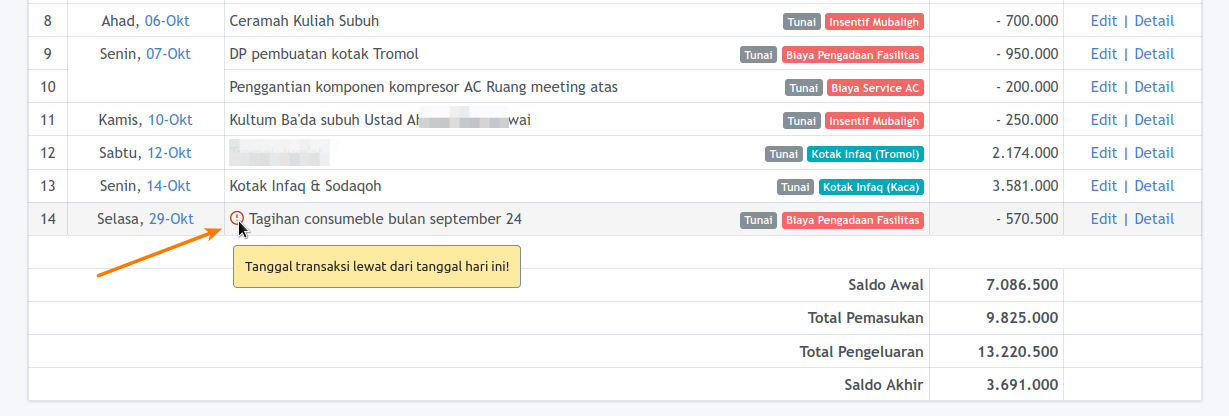 8 Ahad, 06-Okt Ceramah Kuliah Subuh Tunai Insentif Mubaligh - 700.000 Edit | Detail
9 Senin, 07-Okt DP pembuatan kotak Tromol Tunai Biaya Pengadaan Fasilitas - 950.000 Edit | Detail
10 Penggantian komponen kompresor AC Ruang meeting atas Tunai Biaya Service AC - 200.000 Edit | Detail
11 Kamis, 10-Okt Kultum Ba'da subuh Ustad Tunai Insentif Mubaligh - 250.000 Edit | Detail
12 Sabtu, 12-Okt Tunai Kotak Infaq (Tromol) 2.174.000 Edit | Detail
13 Senin, 14-Okt Kotak Infaq & Sodaqoh Tunai Kotak Infaq (Kaca) 3.581.000 Edit | Detail
14 Selasa, 29-Okt Tagihan consumeble bulan september 24 Tunai Biaya Pengadaan Fasilitas - 570.500 Edit | Detail
Tanggal transaksi lewat dari tanggal hari ini!
Saldo Awal 7.086.500
Total Pemasukan 9.825.000
Total Pengeluaran 13.220.500
Saldo Akhir 3.691.000